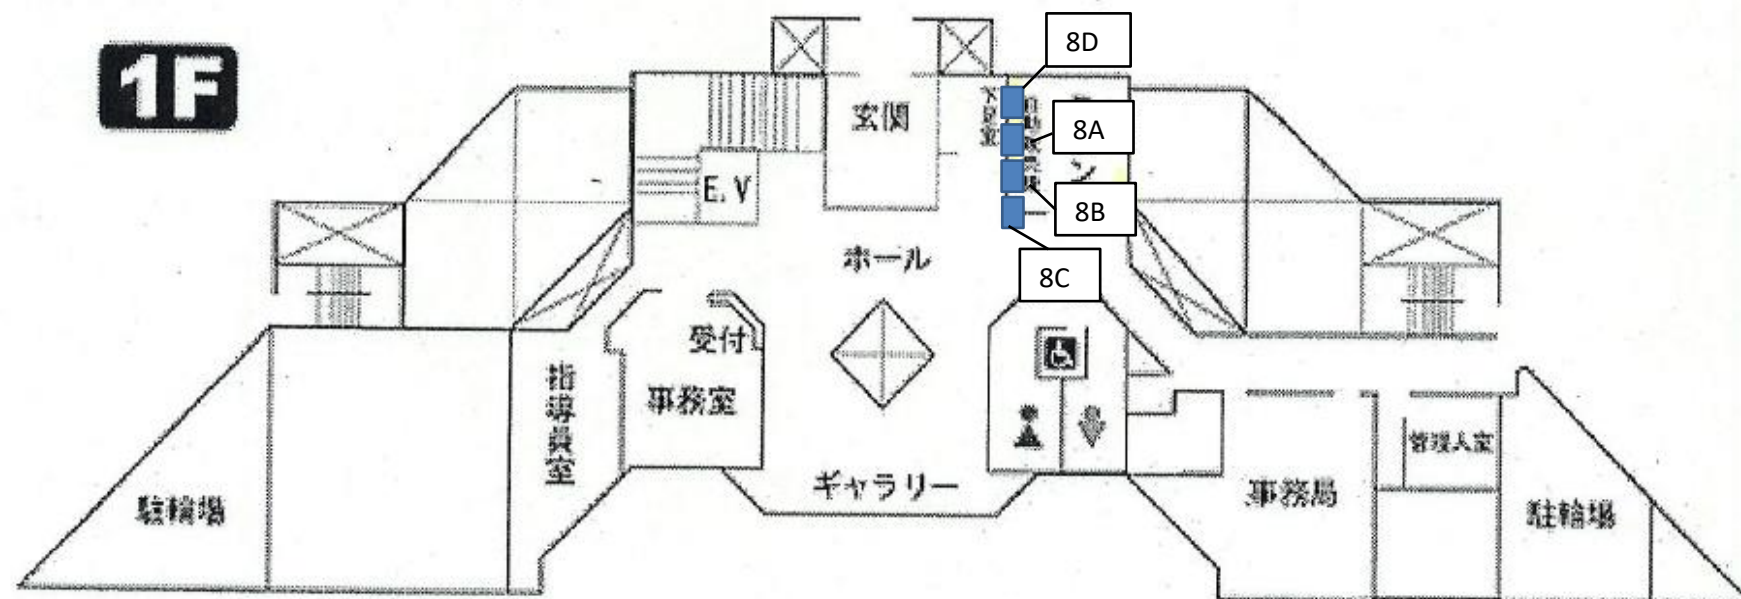 1F
8D
玄関
8A
E.V
8B
ホール
8C
受付
指導員室
事務室
管理人室
ギャラリー
事務局
駐輪場
駐輪場